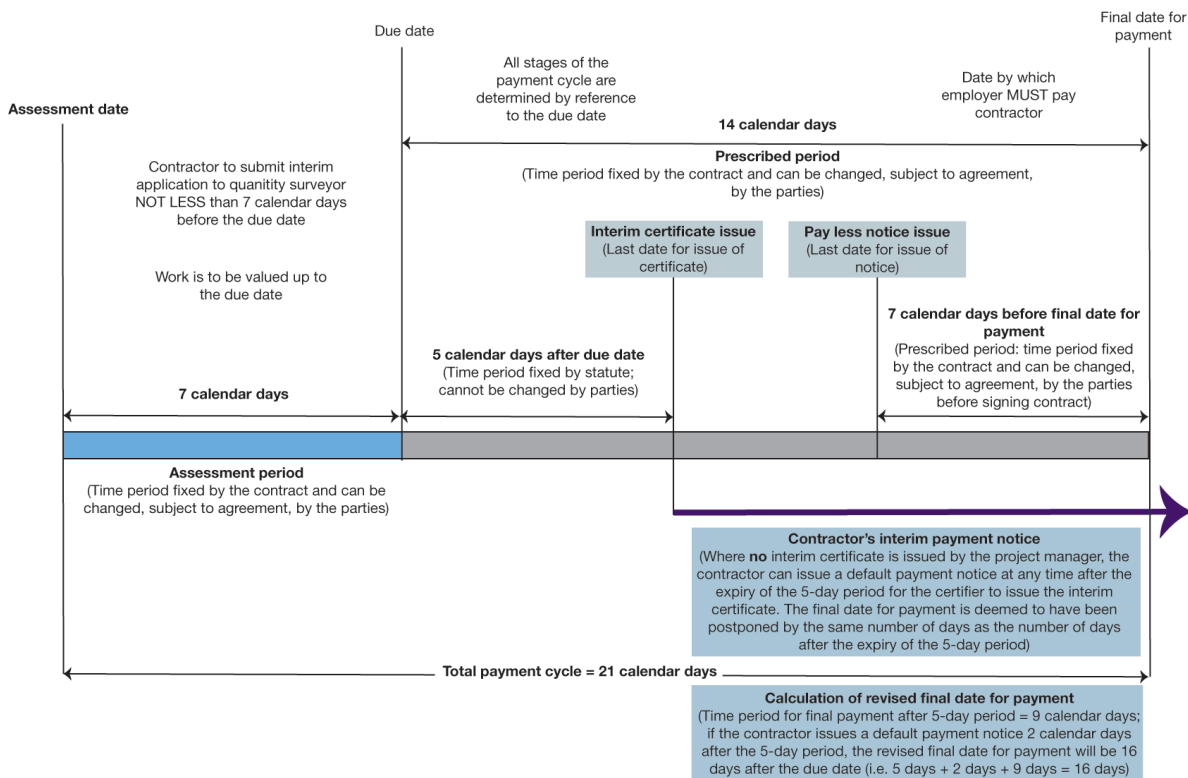 Due date
Final date for
payment
Assessment date
All stages of the
payment cycle are
determined by reference
to the due date
Date by which
employer MUST pay
contractor
14 calendar days
Prescribed period
(Time period fixed by the contract and can be changed, subject to agreement,
by the parties)
Contractor to submit interim
application to quanitity surveyor
NOT LESS than 7 calendar days
before the due date
Work is to be valued up to
the due date
Interim certificate issue
(Last date for issue of
certificate)
Pay less notice issue
(Last date for issue of
notice)
7 calendar days
5 calendar days after due date
(Time period fixed by statute;
cannot be changed by parties)
7 calendar days before final date for
payment
(Prescribed period: time period fixed
by the contract and can be changed,
subject to agreement, by the parties
before signing contract)
Assessment period
(Time period fixed by the contract and can be
changed, subject to agreement, by the parties)
Contractor's interim payment notice
(Where no interim certificate is issued by the project manager, the
contractor can issue a default payment notice at any time after the
expiry of the 5-day period for the certifier to issue the interim
certificate. The final date for payment is deemed to have been
postponed by the same number of days as the number of days
after the expiry of the 5-day period)
Total payment cycle = 21 calendar days
Calculation of revised final date for payment
(Time period for final payment after 5-day period = 9 calendar days;
if the contractor issues a default payment notice 2 calendar days
after the 5-day period, the revised final date for payment will be 16
days after the due date (i.e. 5 days + 2 days + 9 days = 16 days)